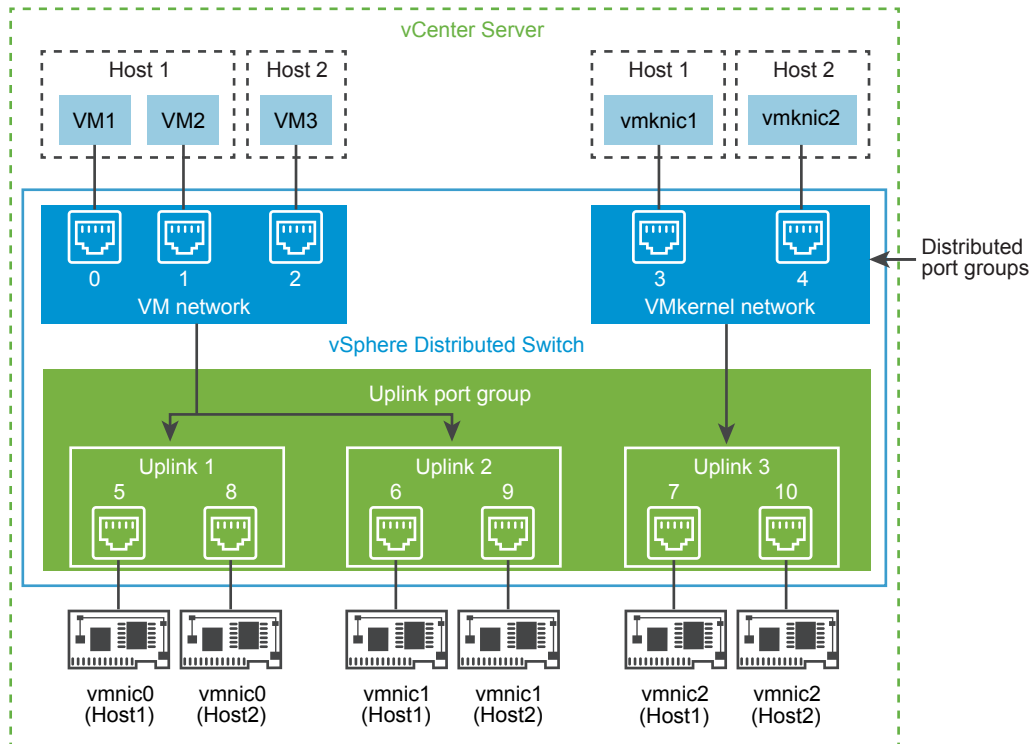 vCenter Server
Host 1
Host 2
Host 1
Host 2
VM1
VM2
VM3
vmknic1
vmknic2
0
1
2
3
4
VM network
VMkernel network
Distributed
port groups
vSphere Distributed Switch
Uplink port group
Uplink 1
Uplink 2
Uplink 3
5
8
6
9
7
10
vmnic0
(Host1)
vmnic0
(Host2)
vmnic1
(Host1)
vmnic1
(Host2)
vmnic2
(Host1)
vmnic2
(Host2)